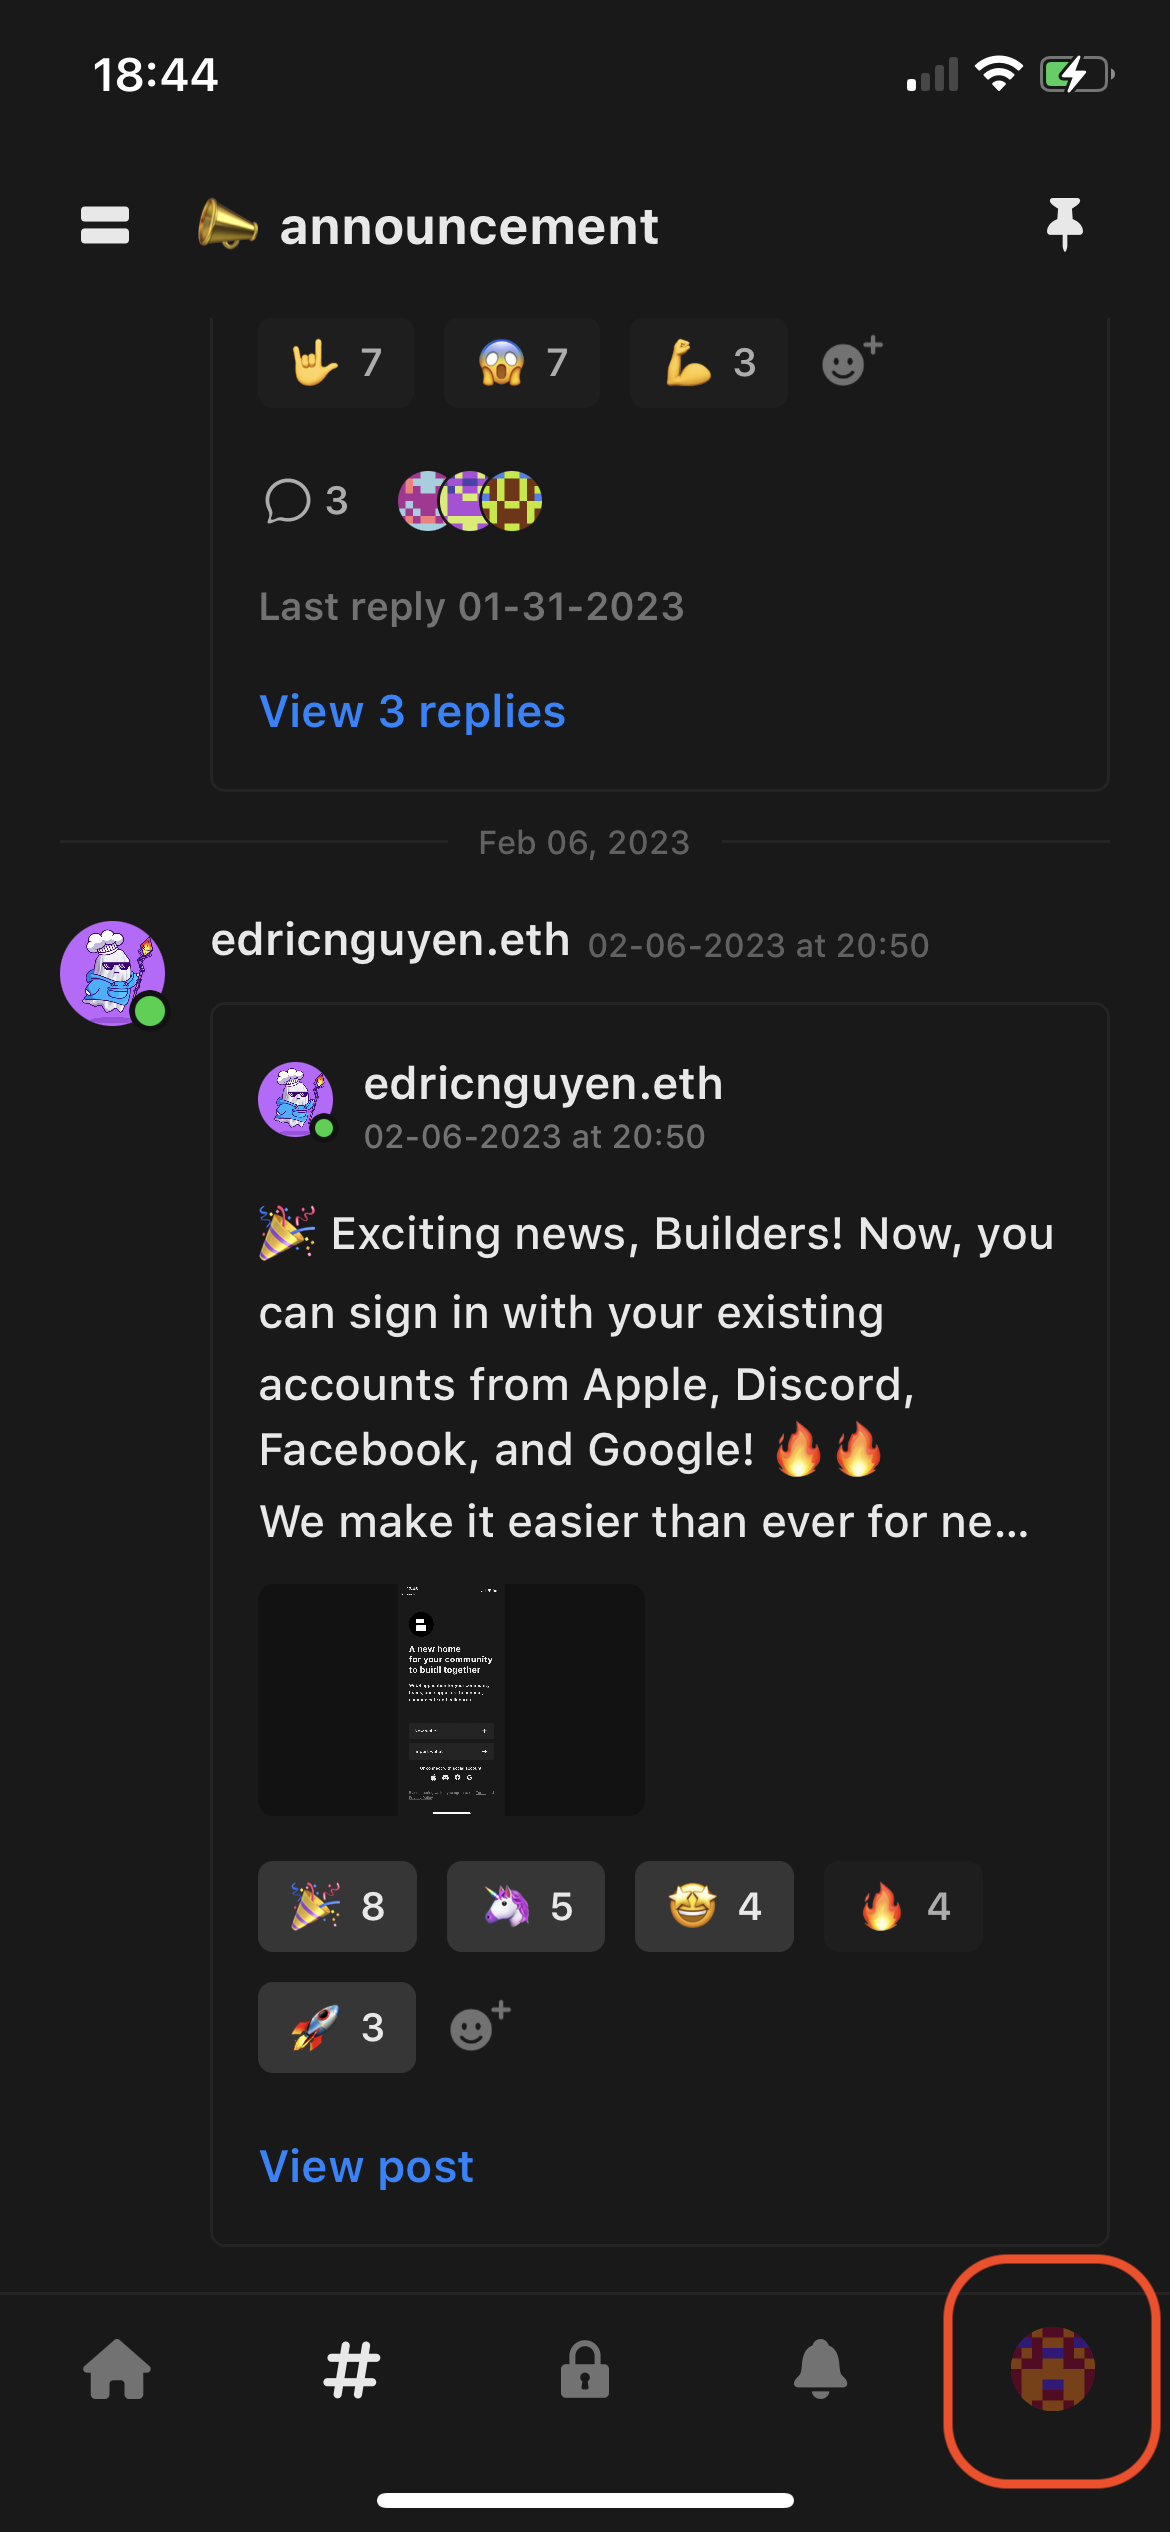 18:44
announcement
7 7 3
3
Last reply 01-31-2023
View 3 replies
Feb 06, 2023
edricnguyen.eth 02-06-2023 at 20:50
edricnguyen.eth
02-06-2023 at 20:50
🎉 Exciting news, Builders! Now, you
can sign in with your existing
accounts from Apple, Discord,
Facebook, and Google! 🔥🔥
We make it easier than ever for ne...
A new home
for your community
to buidl together
8 5 4 4
3
View post